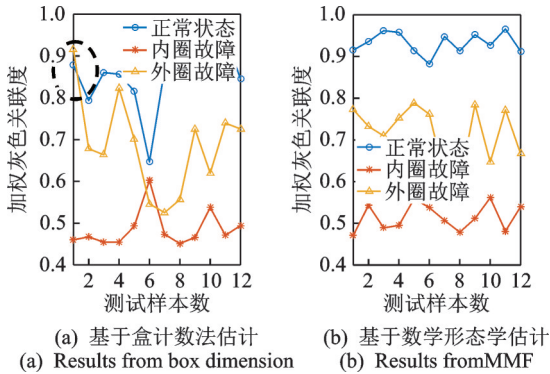 1.0
0.9
0.8
0.7
0.6
0.5
0.4
加权灰色关联度
正常状态
内圈故障
外圈故障
2 4 6 8 10 12
测试样本数
(a) 基于盒计数法估计
(a) Results from box dimension
1.0
0.9
0.8
0.7
0.6
0.5
0.4
加权灰色关联度
正常状态
内圈故障
外圈故障
2 4 6 8 10 12
测试样本数
(b) 基于数学形态学估计
(b) Results fromMMF